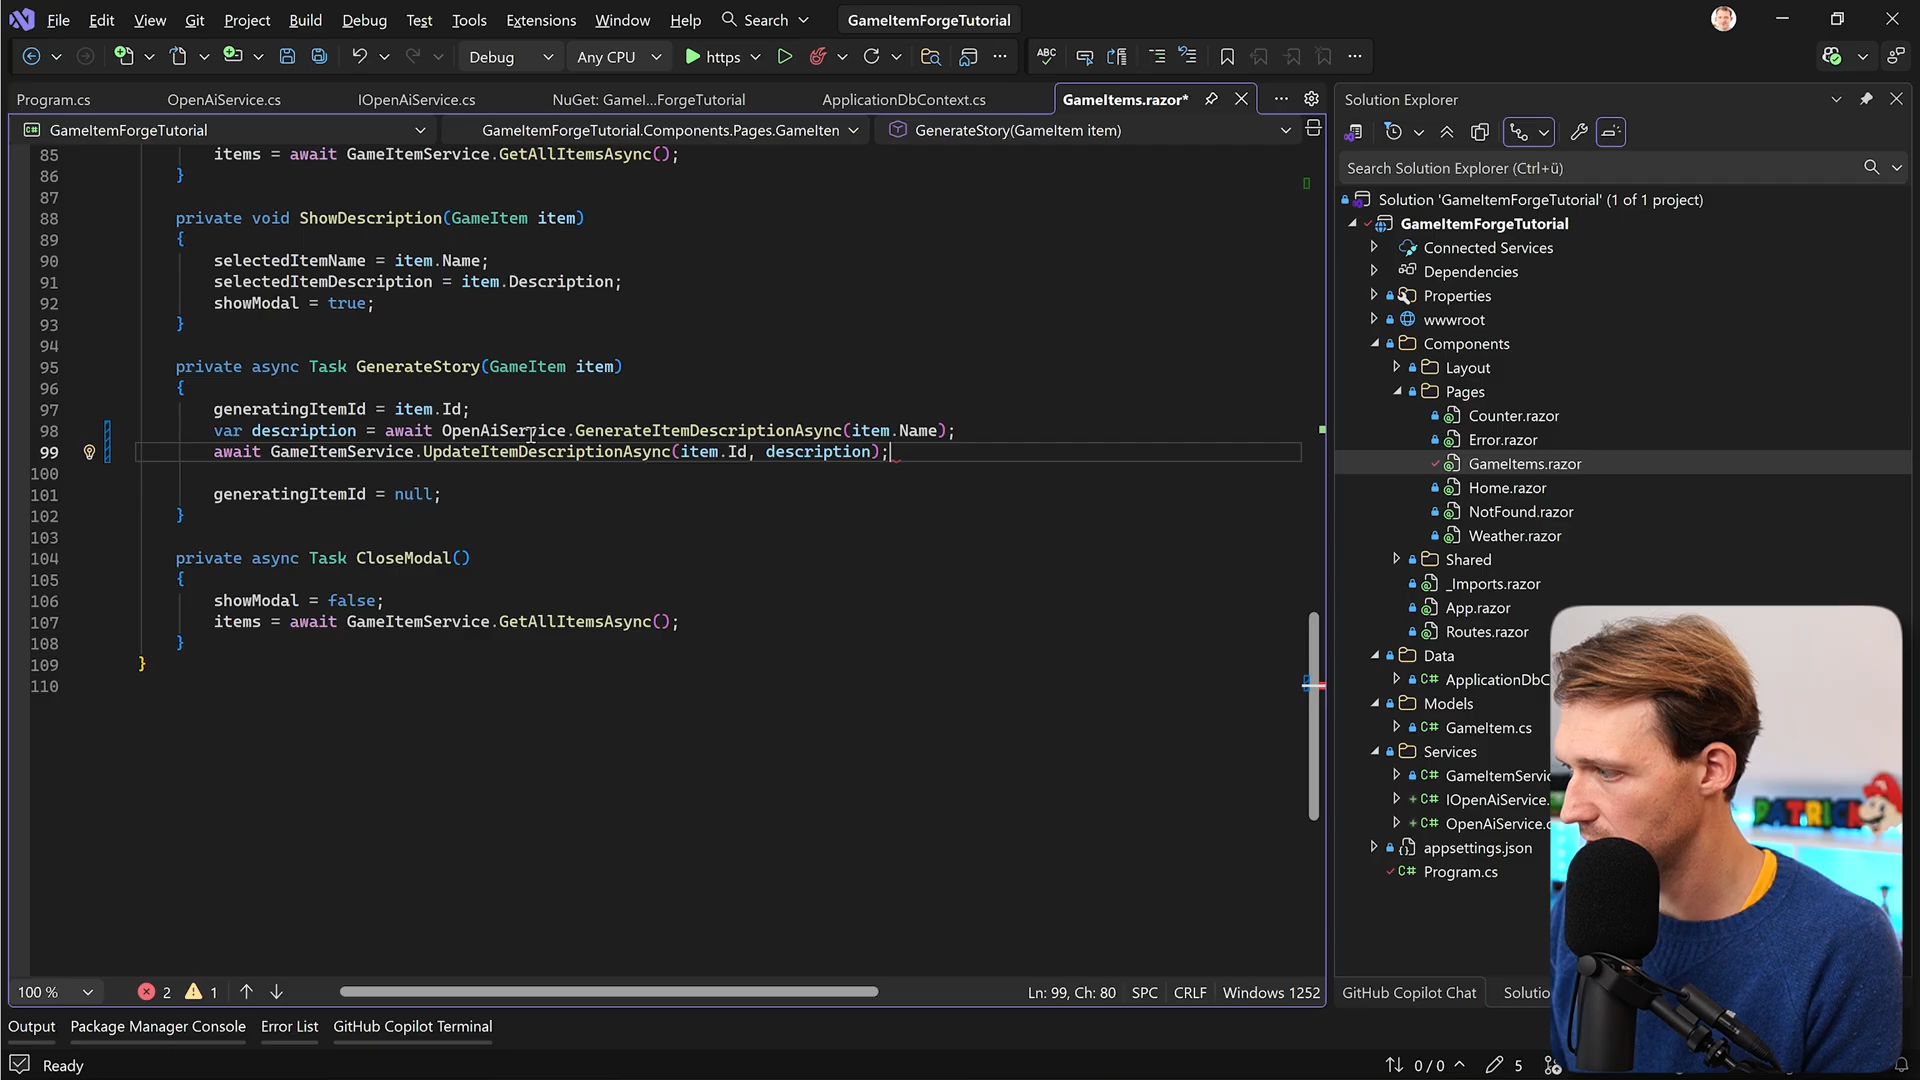 File Edit View Git Project Build Debug Test Tools Extensions Window Help Search GameItemForgeTutorial
Debug Any CPU https
Program.cs OpenAiService.cs IOpenAiService.cs NuGet: GameI...ForgeTutorial ApplicationDbContext.cs GameItems.razor*
GameItemForgeTutorial GameItemForgeTutorial.Components.Pages.GameIten GenerateStory(GameItem item)
85 items = await GameItemService.GetAllItemsAsync();
86 }
87
88 private void ShowDescription(GameItem item)
89 {
90 selectedItemName = item.Name;
91 selectedItemDescription = item.Description;
92 showModal = true;
93 }
94
95 private async Task GenerateStory(GameItem item)
96 {
97 generatingItemId = item.Id;
98 var description = await OpenAiService.GenerateItemDescriptionAsync(item.Name);
99 await GameItemService.UpdateItemDescriptionAsync(item.Id, description);
100
101 generatingItemId = null;
102 }
103
104 private async Task CloseModal()
105 {
106 showModal = false;
107 items = await GameItemService.GetAllItemsAsync();
108 }
109 }
110
100 % 2 1 Ln: 99, Ch: 80 SPC CRLF Windows 1252
Output Package Manager Console Error List GitHub Copilot Terminal
Ready 0 / 0 5
Solution Explorer
Search Solution Explorer (Ctrl+ü)
Solution 'GameItemForgeTutorial' (1 of 1 project)
GameItemForgeTutorial
Connected Services
Dependencies
Properties
wwwroot
Components
Layout
Pages
Counter.razor
Error.razor
GameItems.razor
Home.razor
NotFound.razor
Weather.razor
Shared
_Imports.razor
App.razor
Routes.razor
Data
ApplicationDbC
Models
GameItem.cs
Services
GameItemServic
IOpenAiService.
OpenAiService.c
appsettings.json
Program.cs
GitHub Copilot Chat Solutio
PATRICK